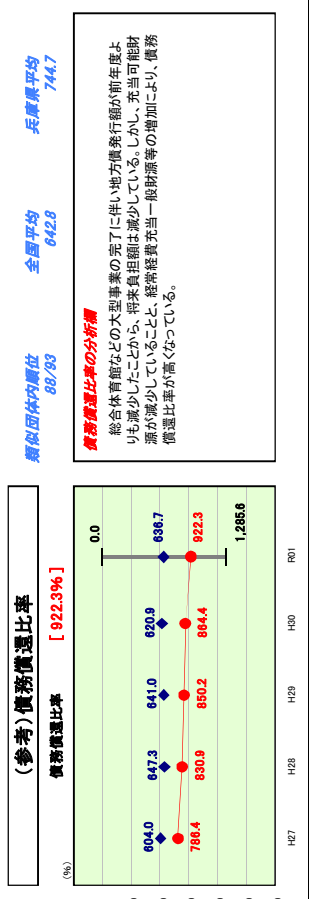 (参考)債務償還比率
債務償還比率 [ 922.3% ]
(%)
0.0
604.0 647.3 641.0 620.9 636.7
786.4 830.9 850.2 864.4 922.3
1,285.6
H27 H28 H29 H30 R01
類似団体内順位 全国平均 兵庫県平均
88/93 642.8 744.7
債務償還比率の分析欄
総合体育館などの大型事業の完了に伴い地方債発行額が前年度よ
りも減少したことから、将来負担額は減少している。しかし、充当可能財
源が減少していることと、経常経費充当一般財源等の増加により、債務
償還比率が高くなっている。